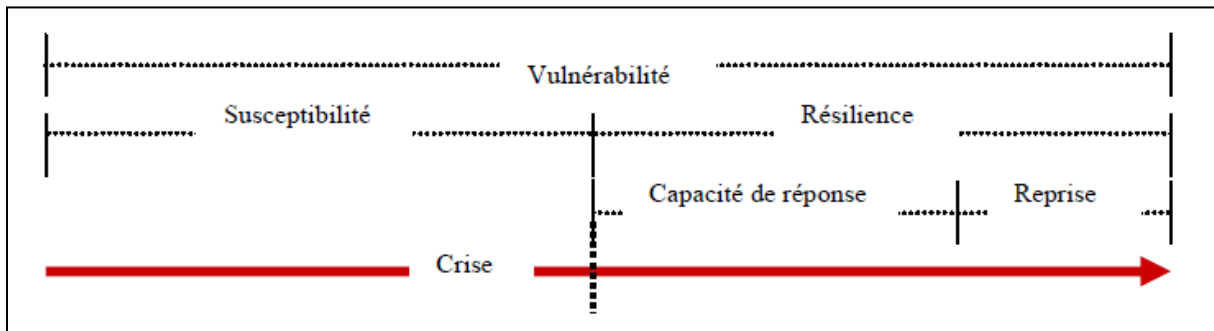 Vulnérabilité
Susceptibilité
Résilience
Capacité de réponse
Reprise
Crise